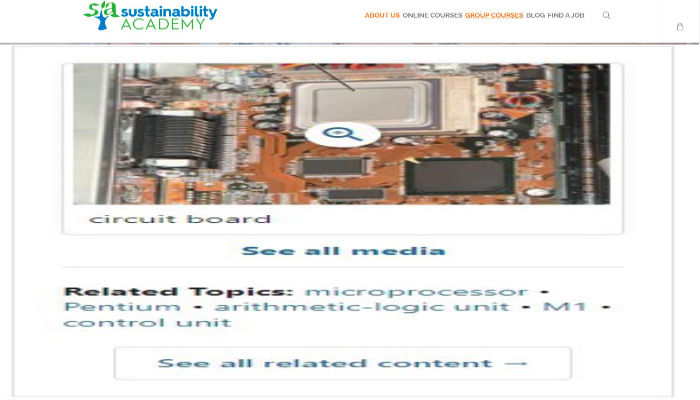 sa sustainability
ACADEMY
ABOUT US ONLINE COURSES GROUP COURSES BLOG FIND A JOB
circuit board
See all media
Related Topics: microprocessor •
Pentium • arithmetic-logic unit • M1 •
control unit
See all related content →